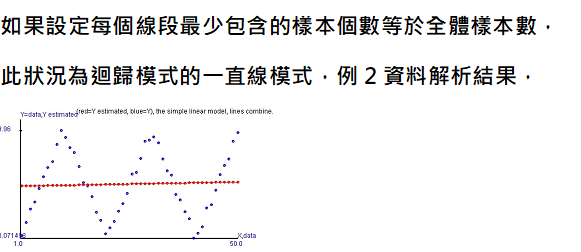 如果設定每個線段最少包含的樣本個數等於全體樣本數，
此狀況為迴歸模式的一直線模式，例 2 資料解析結果，
Y=data,Y estimated
(red=Y estimated, blue=Y), the simple linear model, lines combine.
X,data
1.0
50.0